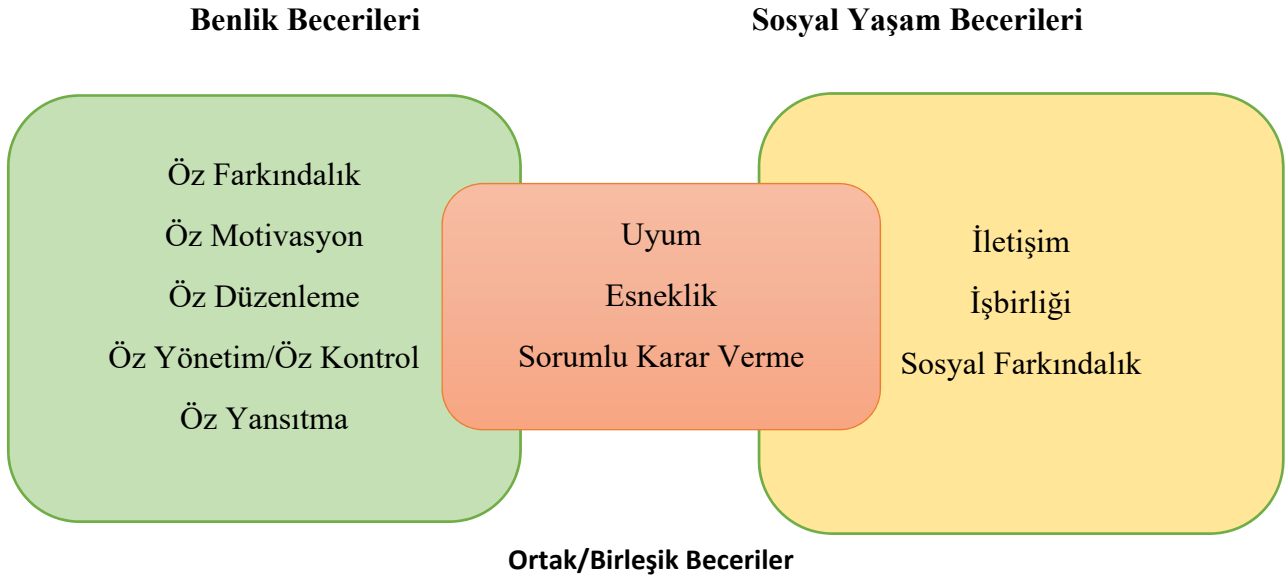 Benlik Becerileri
Sosyal Yaşam Becerileri
Öz Farkındalık
Öz Motivasyon
Öz Düzenleme
Öz Yönetim/Öz Kontrol
Öz Yansıtma
Uyum
Esneklik
Sorumlu Karar Verme
İletişim
İşbirliği
Sosyal Farkındalık
Ortak/Birleşik Beceriler